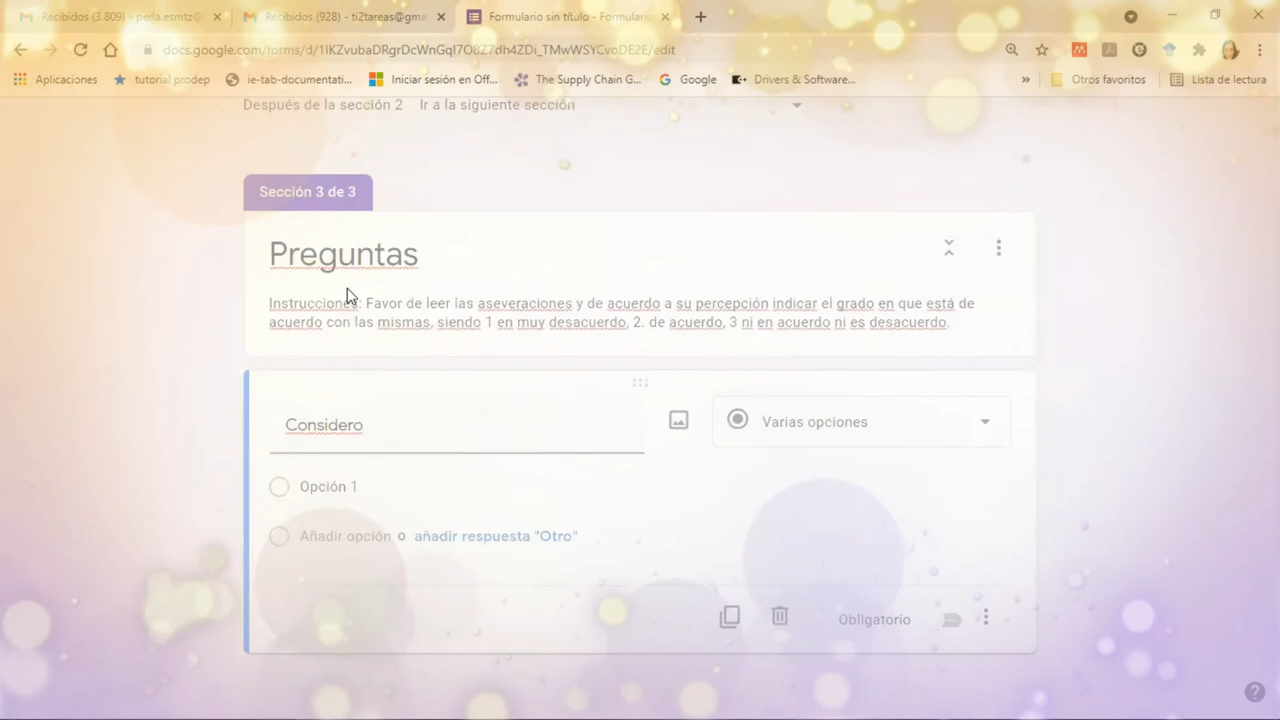 Recibidos (3.809) - perla.esmtz@
Recibidos (928) - ti2tareas@gma
Formulario sin título - Formulario
docs.google.com/forms/d/1IKZvubaDRgrDcWnGqI7O8Z7dh4ZDi_TMwWSYCvoDE2E/edit
Aplicaciones
tutorial prodep
ie-tab-documentati...
Iniciar sesión en Off...
The Supply Chain G...
Google
Drivers & Software...
»
Otros favoritos
Lista de lectura
Después de la sección 2 Ir a la siguiente sección
Sección 3 de 3
Preguntas
Instrucciones: Favor de leer las aseveraciones y de acuerdo a su percepción indicar el grado en que está de
acuerdo con las mismas, siendo 1 en muy desacuerdo, 2. de acuerdo, 3 ni en acuerdo ni es desacuerdo.
Considero
Varias opciones
Opción 1
Añadir opción o añadir respuesta "Otro"
Obligatorio